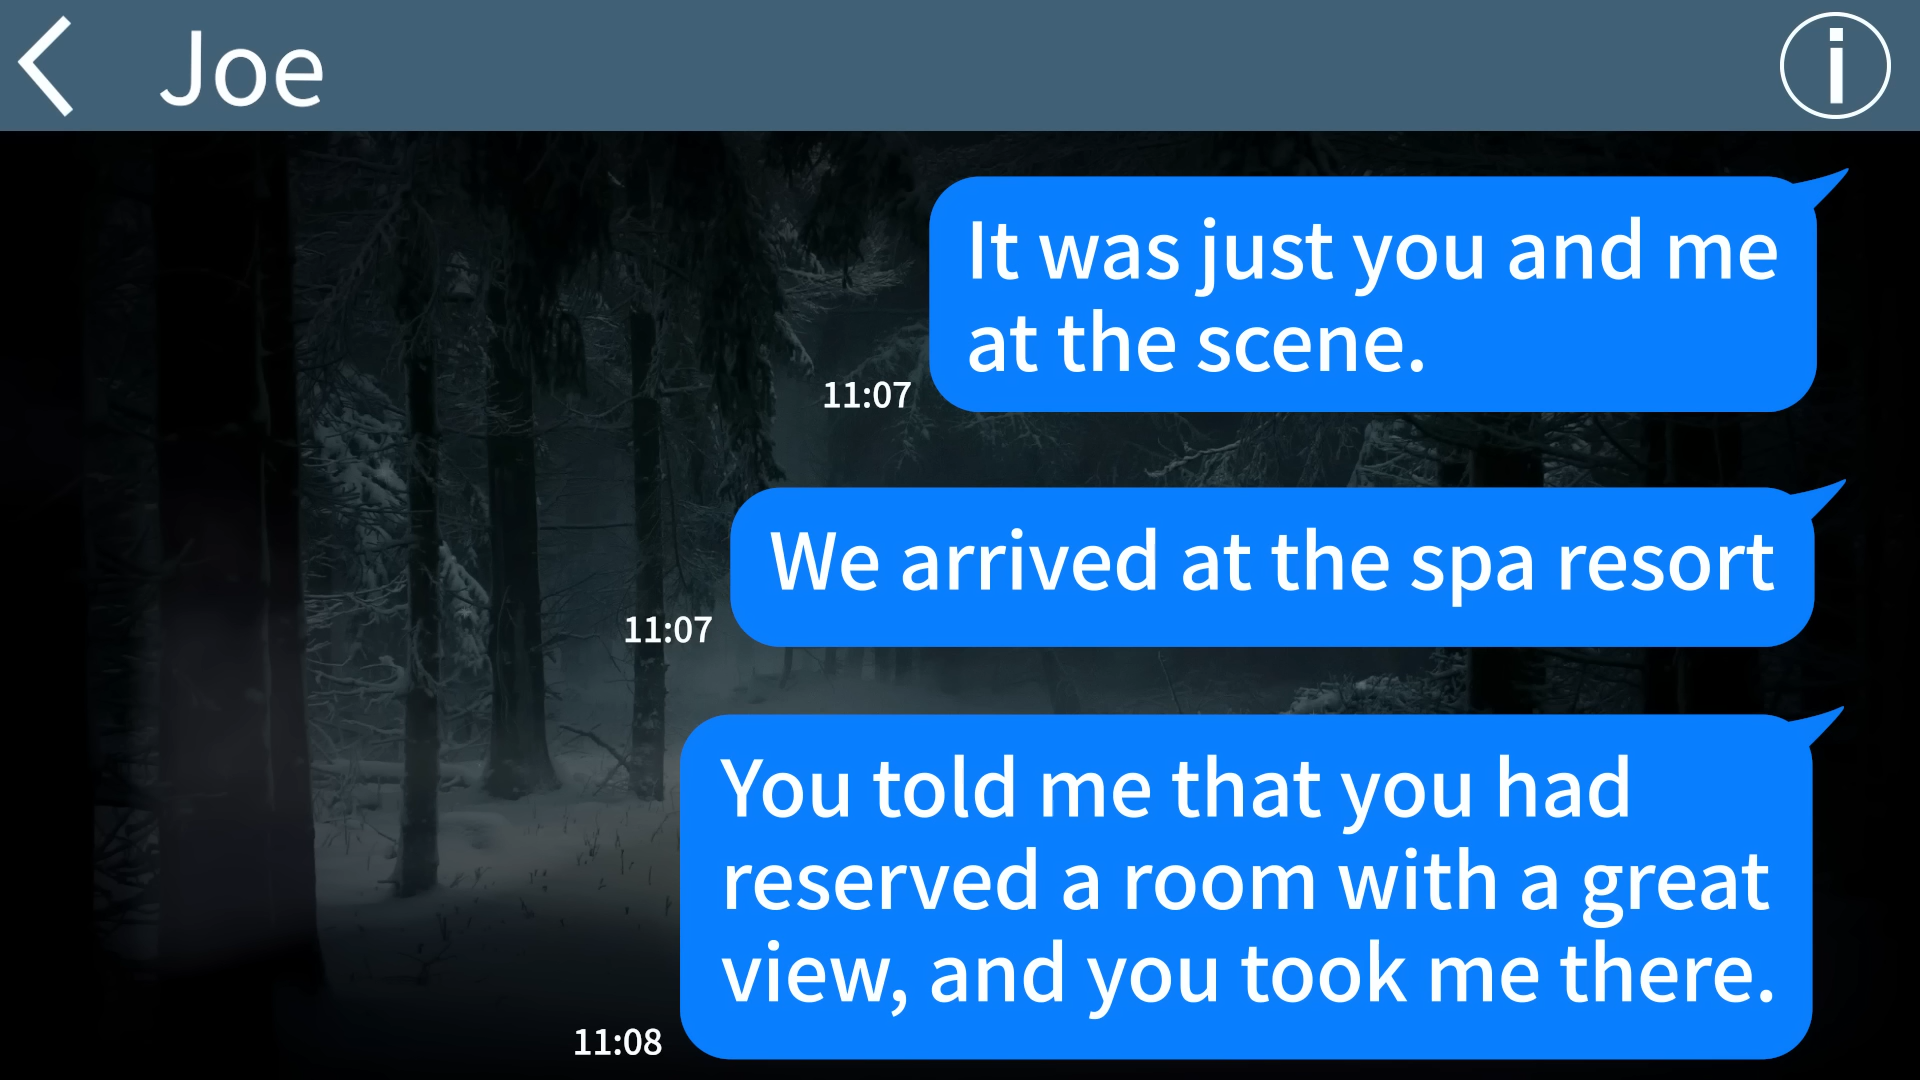 Joe
It was just you and me
at the scene.
11:07
We arrived at the spa resort
11:07
You told me that you had
reserved a room with a great
view, and you took me there.
11:08